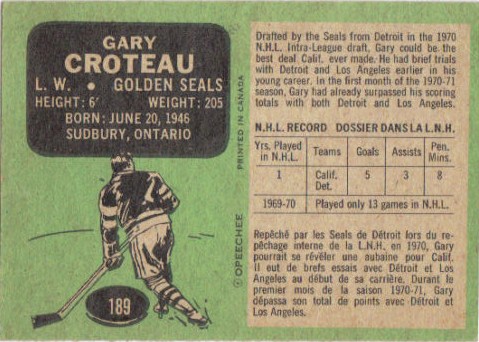 GARY
CROTEAU
L. W. • GOLDEN SEALS
HEIGHT: 6' WEIGHT: 205
BORN: JUNE 20, 1946
SUDBURY, ONTARIO
189
PRINTED IN CANADA
© OPEECHEE
Drafted by the Seals from Detroit in the 1970
N.H.L. Intra-League draft, Gary could be the
best deal Calif. ever made. He had brief trials
with Detroit and Los Angeles earlier in his
young career. In the first month of the 1970-71
season, Gary had already surpassed his scoring
totals with both Detroit and Los Angeles.
N.H.L. RECORD DOSSIER DANS LA L.N.H.
Yrs. Played in N.H.L. Teams Goals Assists Pen. Mins.
1 Calif. Det. 5 3 8
1969-70 Played only 13 games in N.H.L.
Repêché par les Seals de Détroit lors du re-
pêchage interne de la L.N.H. en 1970, Gary
pourrait se révéler une aubaine pour Calif.
Il eut de brefs essais avec Détroit et Los
Angeles au début de sa carrière. Durant le
premier mois de la saison 1970-71, Gary
dépassa son total de points avec Détroit et
Los Angeles.